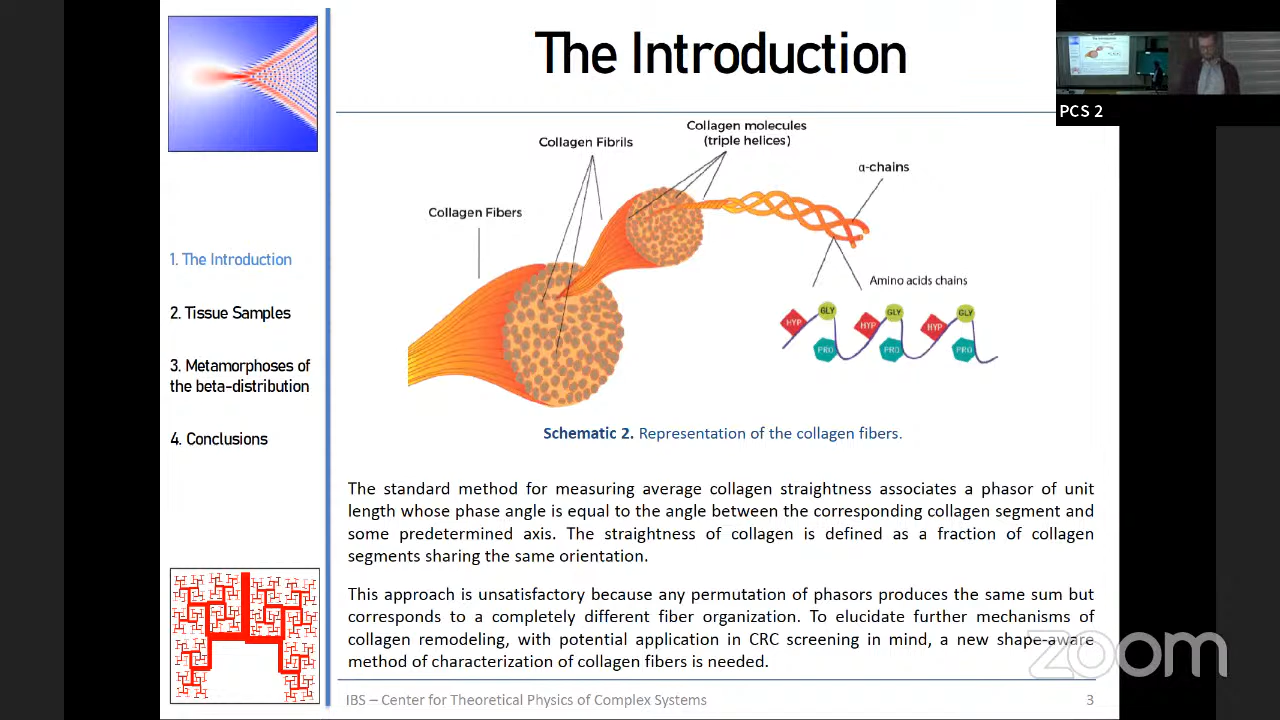 The Introduction
PCS 2
Collagen molecules
(triple helices)
Collagen Fibrils
α-chains
Collagen Fibers
Amino acids chains
HYP
GLY
PRO
HYP
GLY
PRO
HYP
GLY
PRO
1. The Introduction
2. Tissue Samples
3. Metamorphoses of
the beta-distribution
4. Conclusions
Schematic 2. Representation of the collagen fibers.
The standard method for measuring average collagen straightness associates a phasor of unit
length whose phase angle is equal to the angle between the corresponding collagen segment and
some predetermined axis. The straightness of collagen is defined as a fraction of collagen
segments sharing the same orientation.
This approach is unsatisfactory because any permutation of phasors produces the same sum but
corresponds to a completely different fiber organization. To elucidate further mechanisms of
collagen remodeling, with potential application in CRC screening in mind, a new shape-aware
method of characterization of collagen fibers is needed.
zoom
IBS – Center for Theoretical Physics of Complex Systems
3